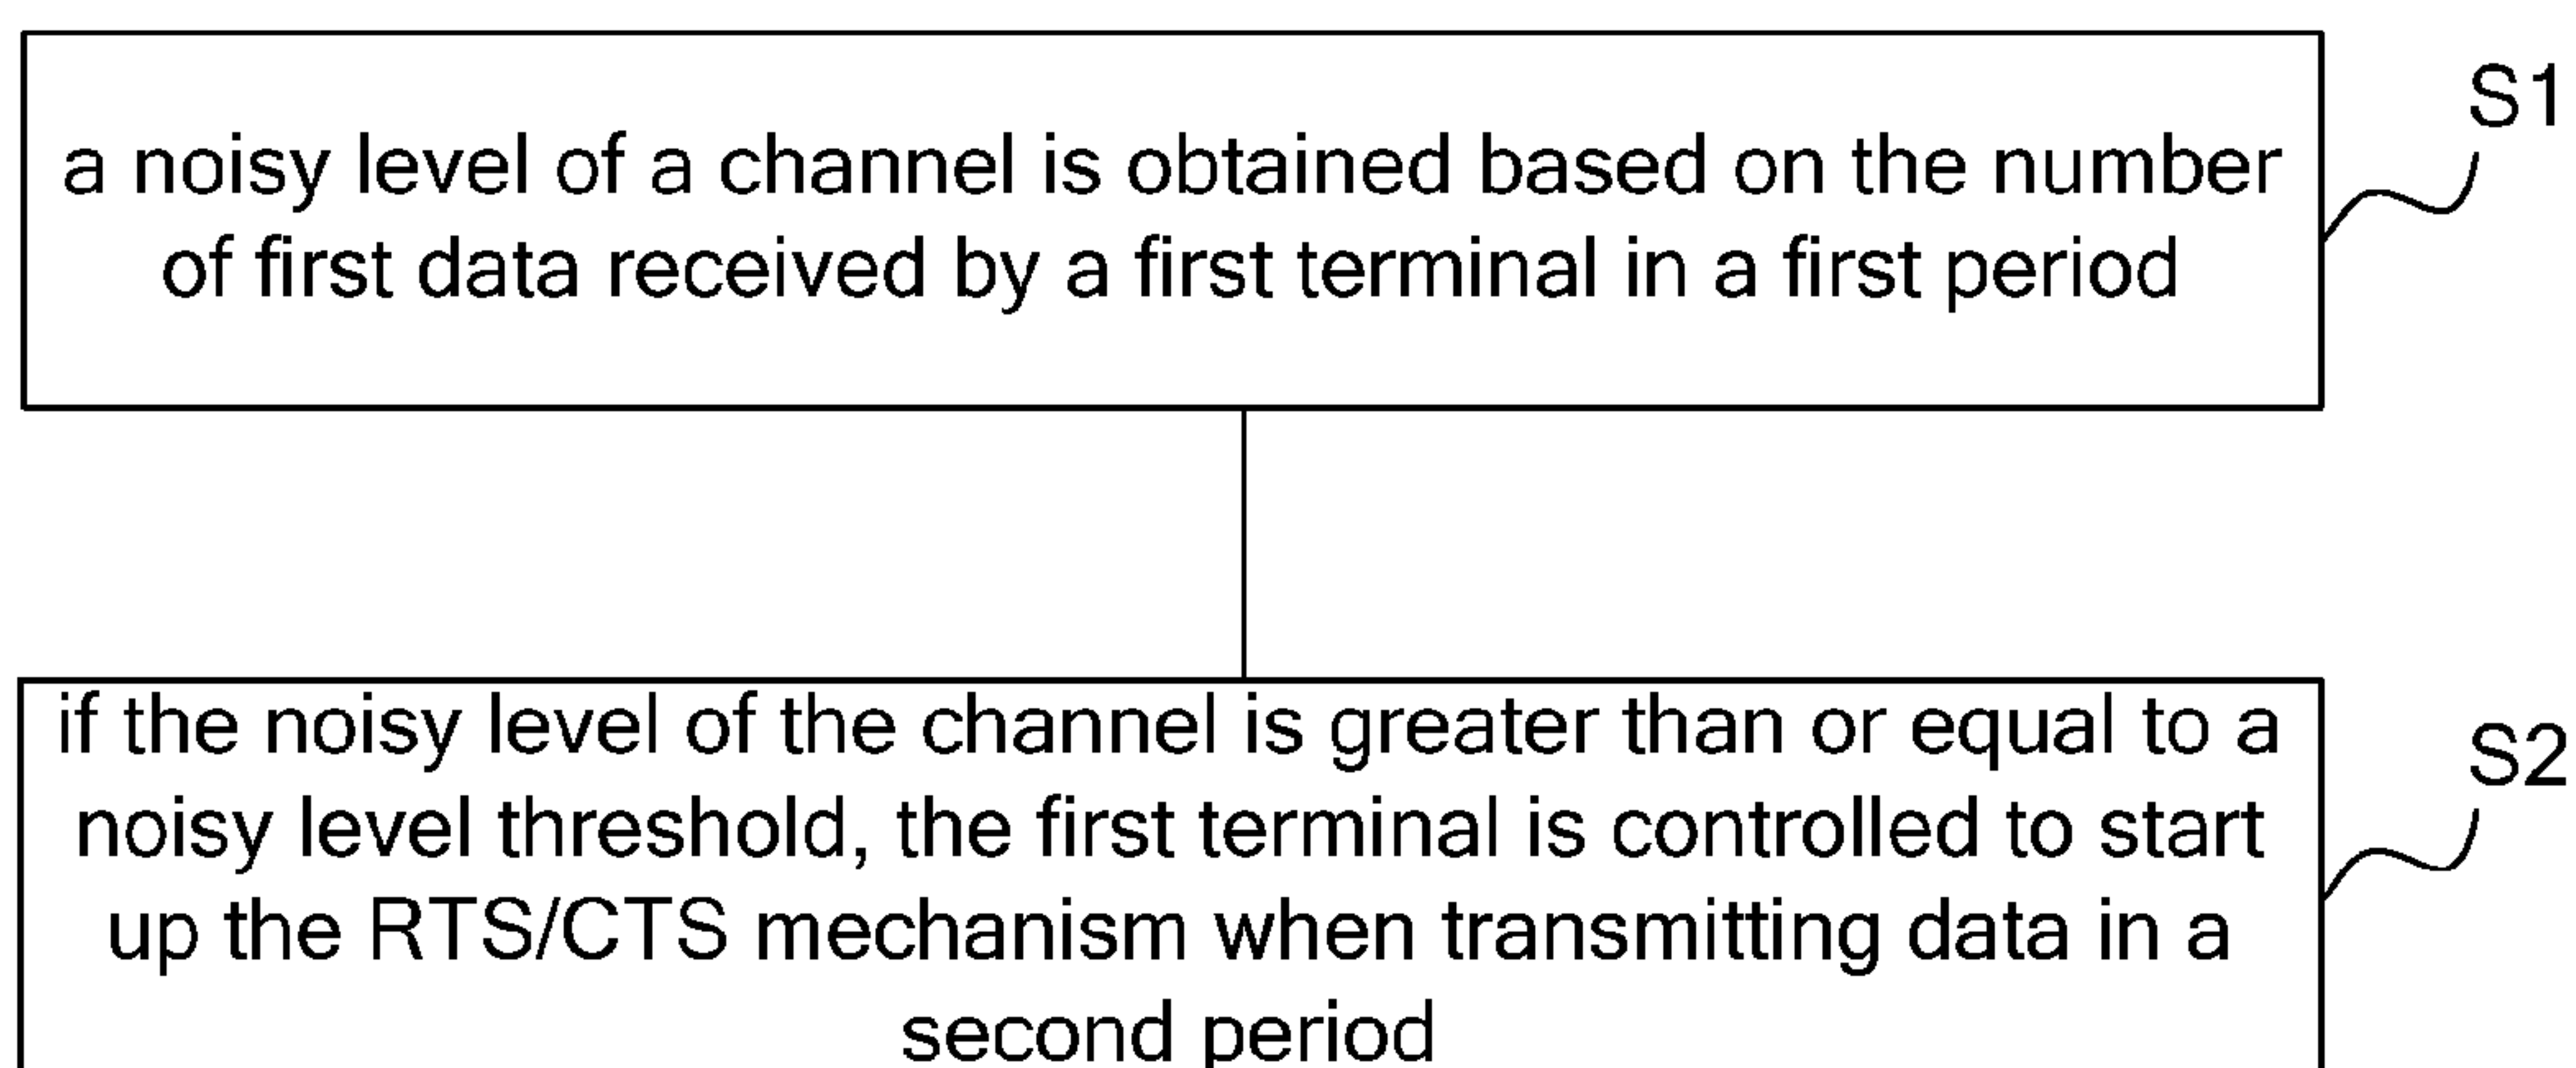 a noisy level of a channel is obtained based on the number
of first data received by a first terminal in a first period
S1
if the noisy level of the channel is greater than or equal to a
noisy level threshold, the first terminal is controlled to start
up the RTS/CTS mechanism when transmitting data in a
second period
S2